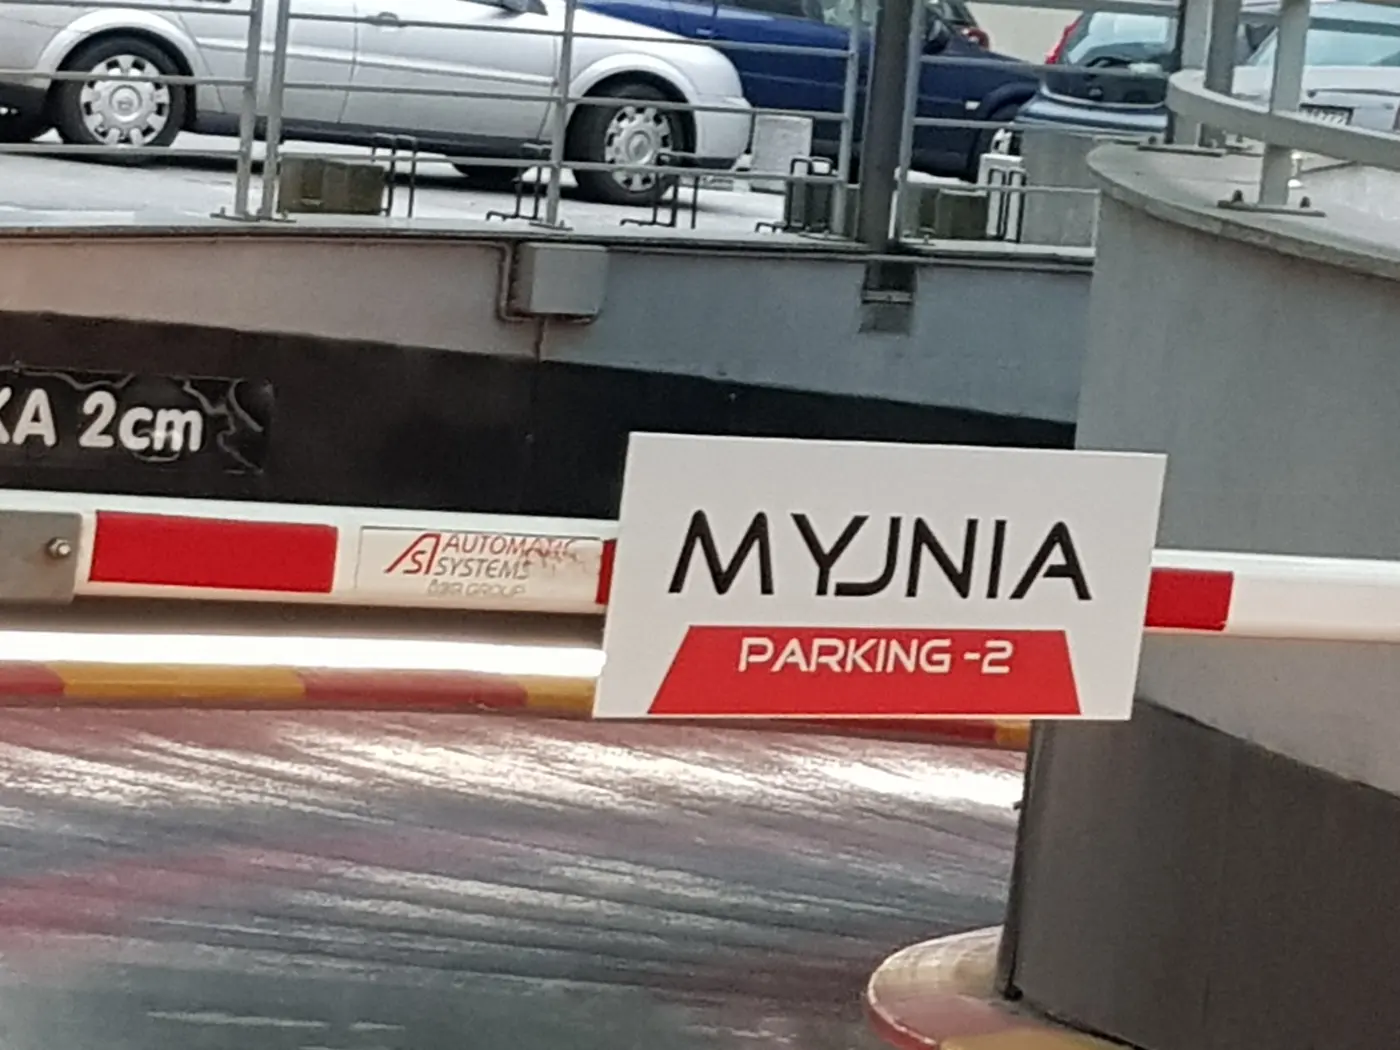 KA 2cm
AUTOMATIC
SYSTEMS
MYJNIA
PARKING -2